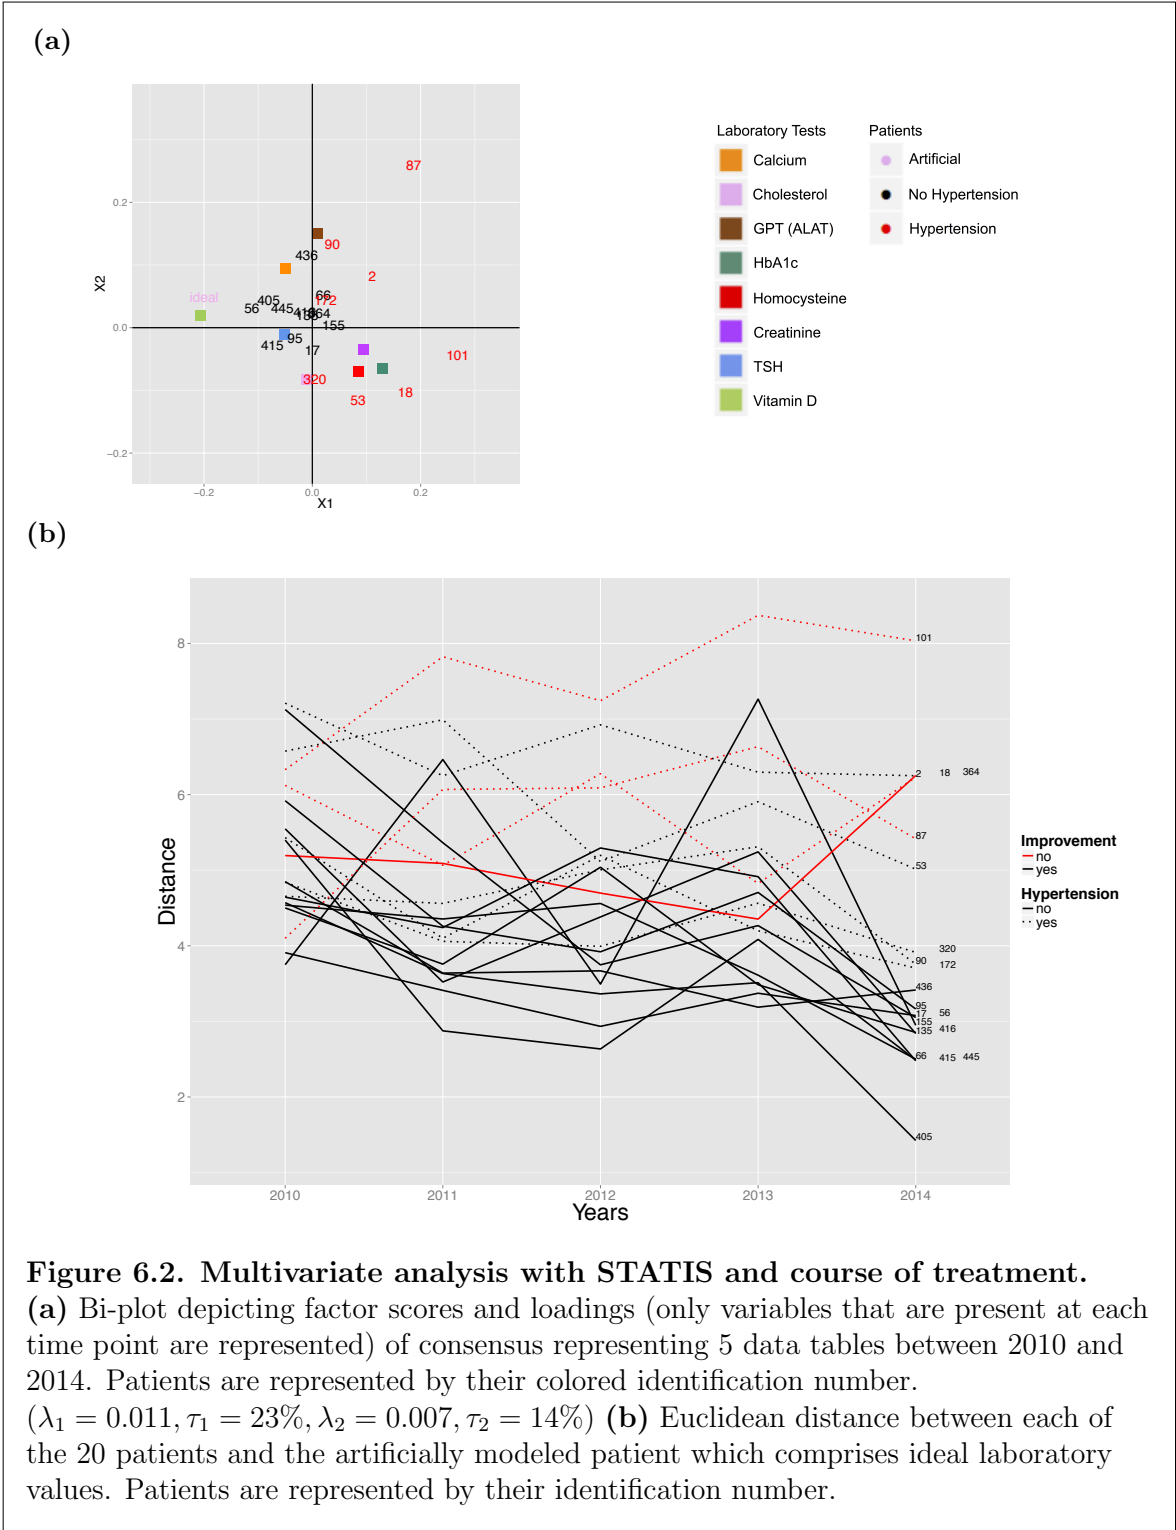 (a)
0.2
0.0
−0.2
X2
−0.2
0.0
0.2
X1
87
90
436
2
ideal
66
172
405
56
445
364
155
95
415
17
101
320
18
53
Laboratory Tests
Calcium
Cholesterol
GPT (ALAT)
HbA1c
Homocysteine
Creatinine
TSH
Vitamin D
Patients
Artificial
No Hypertension
Hypertension
(b)
8
6
4
2
Distance
2010
2011
2012
2013
2014
Years
101
2 18 364
87
53
320
90 172
436
95
17 56
155
135 416
66 415 445
405
Improvement
no
yes
Hypertension
no
yes
Figure 6.2. Multivariate analysis with STATIS and course of treatment.
(a) Bi-plot depicting factor scores and loadings (only variables that are present at each
time point are represented) of consensus representing 5 data tables between 2010 and
2014. Patients are represented by their colored identification number.
(λ₁ = 0.011, τ₁ = 23%, λ₂ = 0.007, τ₂ = 14%) (b) Euclidean distance between each of
the 20 patients and the artificially modeled patient which comprises ideal laboratory
values. Patients are represented by their identification number.